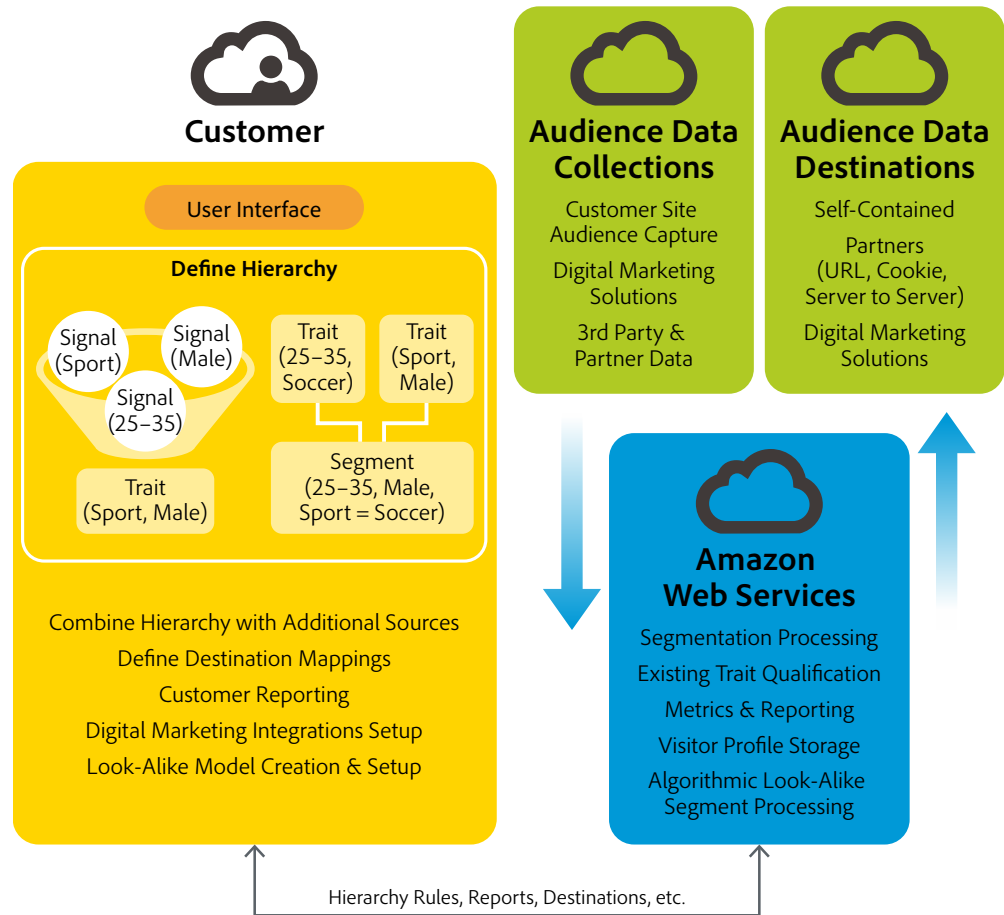 Customer
User Interface
Define Hierarchy
Signal
(Sport)
Signal
(Male)
Signal
(25–35)
Trait
(Sport, Male)
Trait
(25–35,
Soccer)
Trait
(Sport,
Male)
Segment
(25–35, Male,
Sport = Soccer)
Combine Hierarchy with Additional Sources
Define Destination Mappings
Customer Reporting
Digital Marketing Integrations Setup
Look-Alike Model Creation & Setup
Audience Data
Collections
Customer Site
Audience Capture
Digital Marketing
Solutions
3rd Party &
Partner Data
Audience Data
Destinations
Self-Contained
Partners
(URL, Cookie,
Server to Server)
Digital Marketing
Solutions
Amazon
Web Services
Segmentation Processing
Existing Trait Qualification
Metrics & Reporting
Visitor Profile Storage
Algorithmic Look-Alike
Segment Processing
Hierarchy Rules, Reports, Destinations, etc.